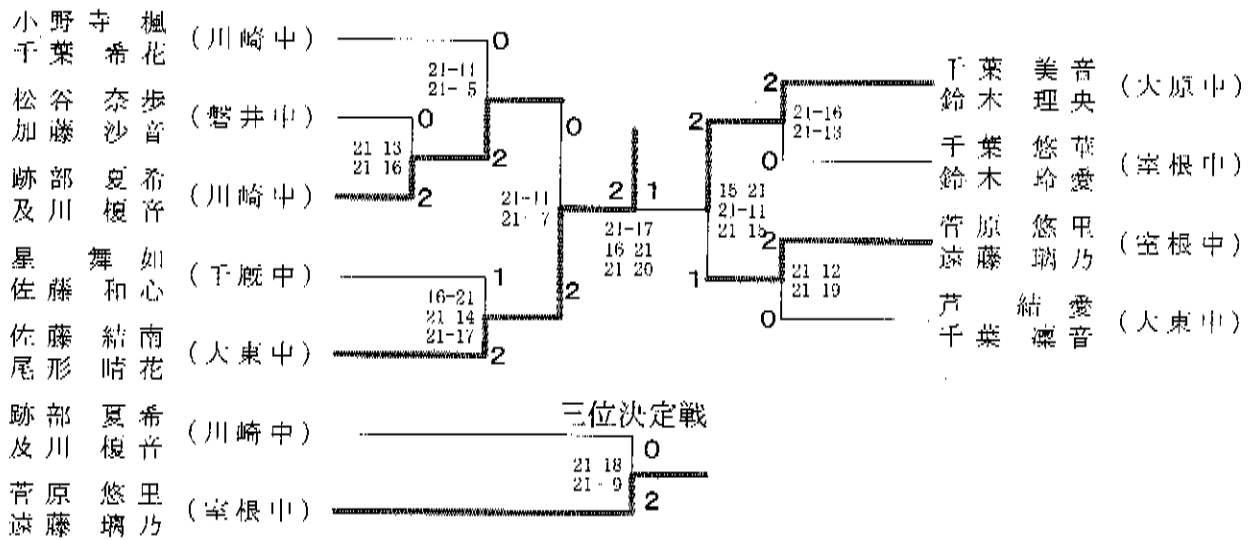 小野寺 楓
千葉 希花
(川崎中)
松谷 奈歩
加藤 沙音
(磐井中)
跡部 夏希
及川 榎音
(川崎中)
星 舞如
佐藤 和心
(千厩中)
佐藤 結南
尾形 晴花
(大東中)
0
21-11
21-5
2
0
21 13
21 16
2
0
21-11
21-7
2
1
16-21
21 14
21-17
2
2 1
21-17
16 21
21 20
2
15 21
21-11
21 15
1
2
21-16
21-13
0
2
21 12
21 19
0
千葉 美音
鈴木 理央
(大原中)
千葉 悠華
鈴木 玲愛
(室根中)
菅原 悠里
遠藤 璃乃
(室根中)
芦 結愛
千葉 凜音
(大東中)
三位決定戦
跡部 夏希
及川 榎音
(川崎中)
菅原 悠里
遠藤 璃乃
(室根中)
0
21 18
21-9
2